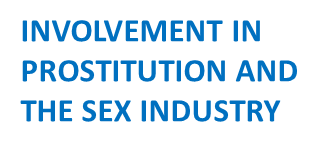 INVOLVEMENT IN
PROSTITUTION AND
THE SEX INDUSTRY